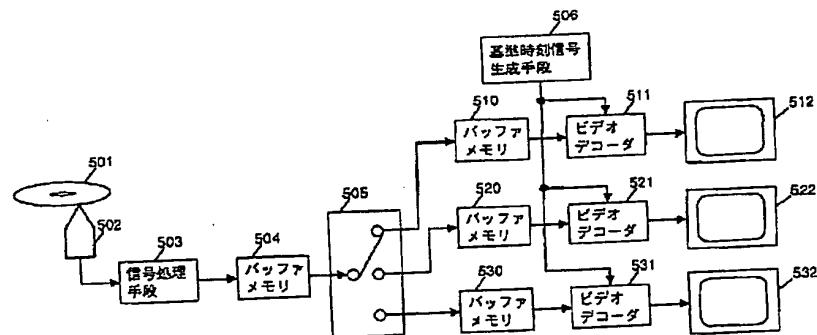 506
基準時刻信号
生成手段
510
バッファ
メモリ
511
ビデオ
デコーダ
512
501
502
503
信号処理
手段
504
バッファ
メモリ
505
520
バッファ
メモリ
521
ビデオ
デコーダ
522
530
バッファ
メモリ
531
ビデオ
デコーダ
532